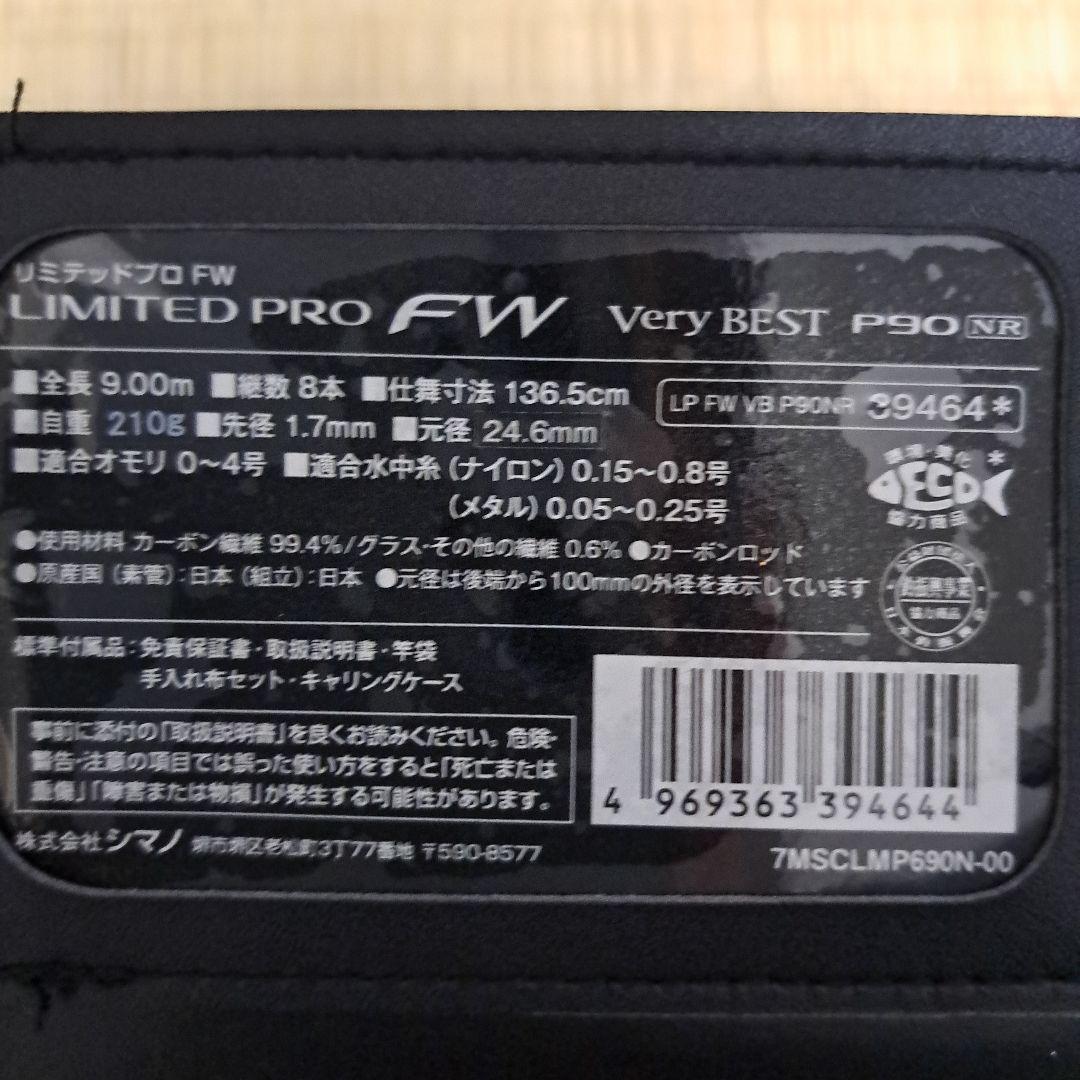 リミテッドプロ FW
LIMITED PRO FW Very BEST P90 NR
■全長 9.00m ■継数 8本 ■仕舞寸法 136.5cm
LP FW VB P90NR 39464*
■自重 210g ■先径 1.7mm ■元径 24.6mm
■適合オモリ 0〜4号 ■適合水中糸 (ナイロン) 0.15〜0.8号
(メタル) 0.05〜0.25号
環境・美化 *
ECO
協力商品
●使用材料 カーボン繊維 99.4%/グラス・その他の繊維 0.6% ●カーボンロッド
●原産国 (素管):日本 (組立):日本 ●元径は後端から100mmの外径を表示しています
協力商品
標準付属品:免責保証書・取扱説明書・竿袋
手入れ布セット・キャリングケース
事前に添付の「取扱説明書」を良くお読みください。危険・
警告・注意の項目では誤った使い方をすると「死亡または
重傷」「障害または物損」が発生する可能性があります。
4 969363 394644
株式会社シマノ 堺市堺区老松町3丁77番地 〒590-8577
7MSCLMP690N-00